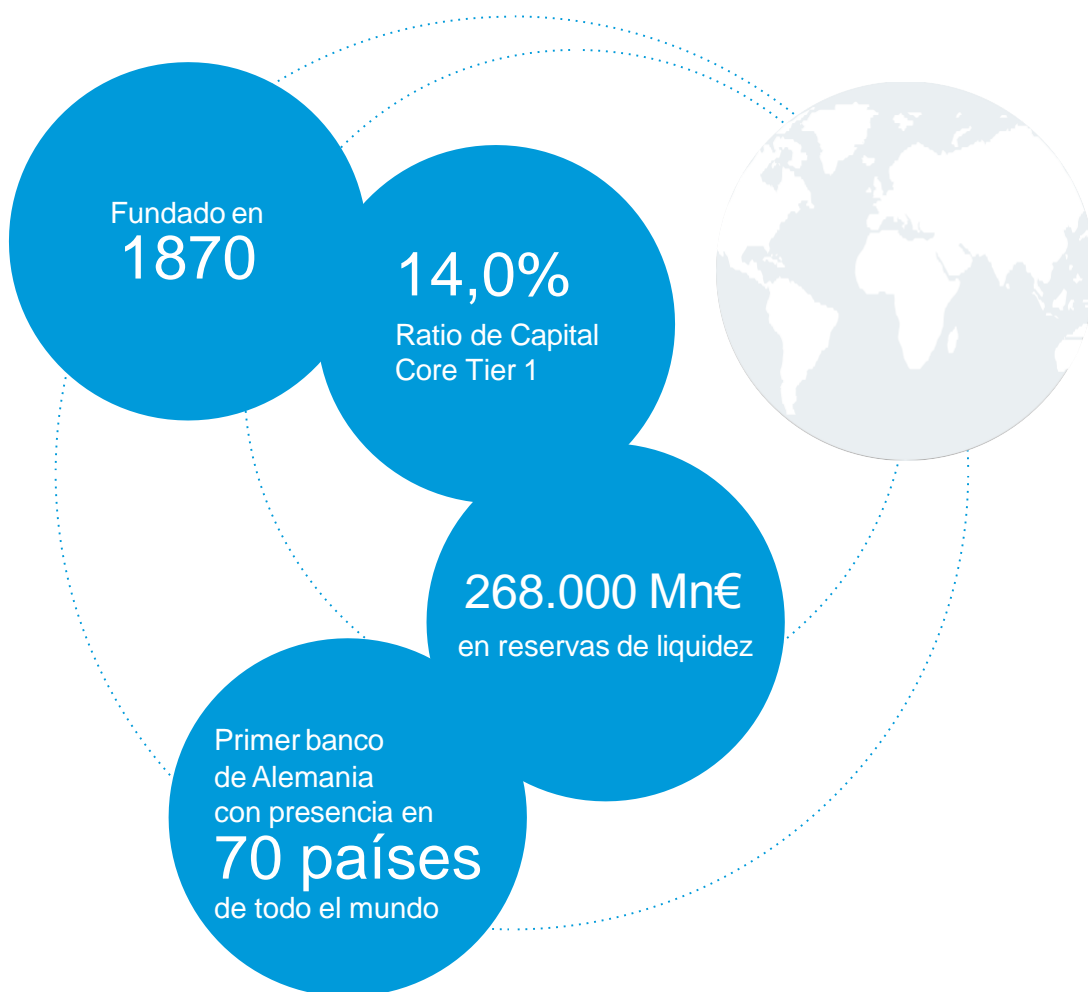 Fundado en
1870
14,0%
Ratio de Capital
Core Tier 1
268.000 Mn€
en reservas de liquidez
Primer banco
de Alemania
con presencia en
70 países
de todo el mundo